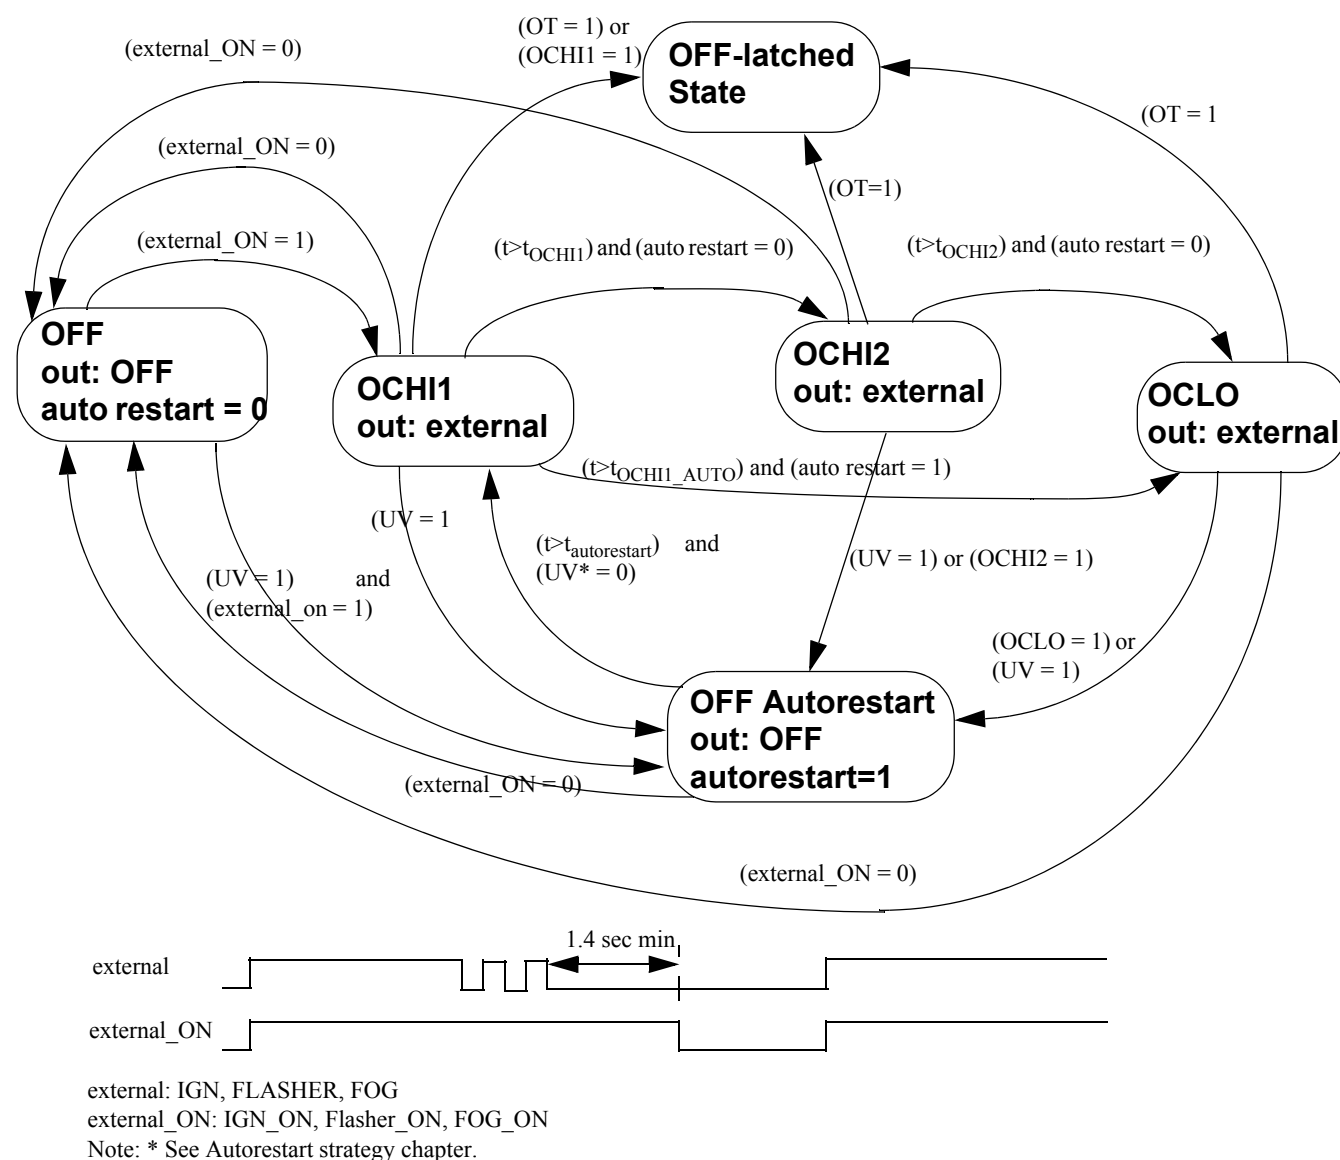 (external_ON = 0)
(OT = 1) or
(OCHI1 = 1)
OFF-latched
State
(OT = 1
(external_ON = 0)
(OT=1)
(external_ON = 1)
(t>tOCHI1) and (auto restart = 0)
(t>tOCHI2) and (auto restart = 0)
OFF
out: OFF
auto restart = 0
OCHI1
out: external
OCHI2
out: external
OCLO
out: external
(t>tOCHI1_AUTO) and (auto restart = 1)
(UV = 1
(t>tautorestart) and
(UV* = 0)
(UV = 1) or (OCHI2 = 1)
(UV = 1) and
(external_on = 1)
(OCLO = 1) or
(UV = 1)
OFF Autorestart
out: OFF
autorestart=1
(external_ON = 0)
(external_ON = 0)
1.4 sec min
external
external_ON
external: IGN, FLASHER, FOG
external_ON: IGN_ON, Flasher_ON, FOG_ON
Note: * See Autorestart strategy chapter.